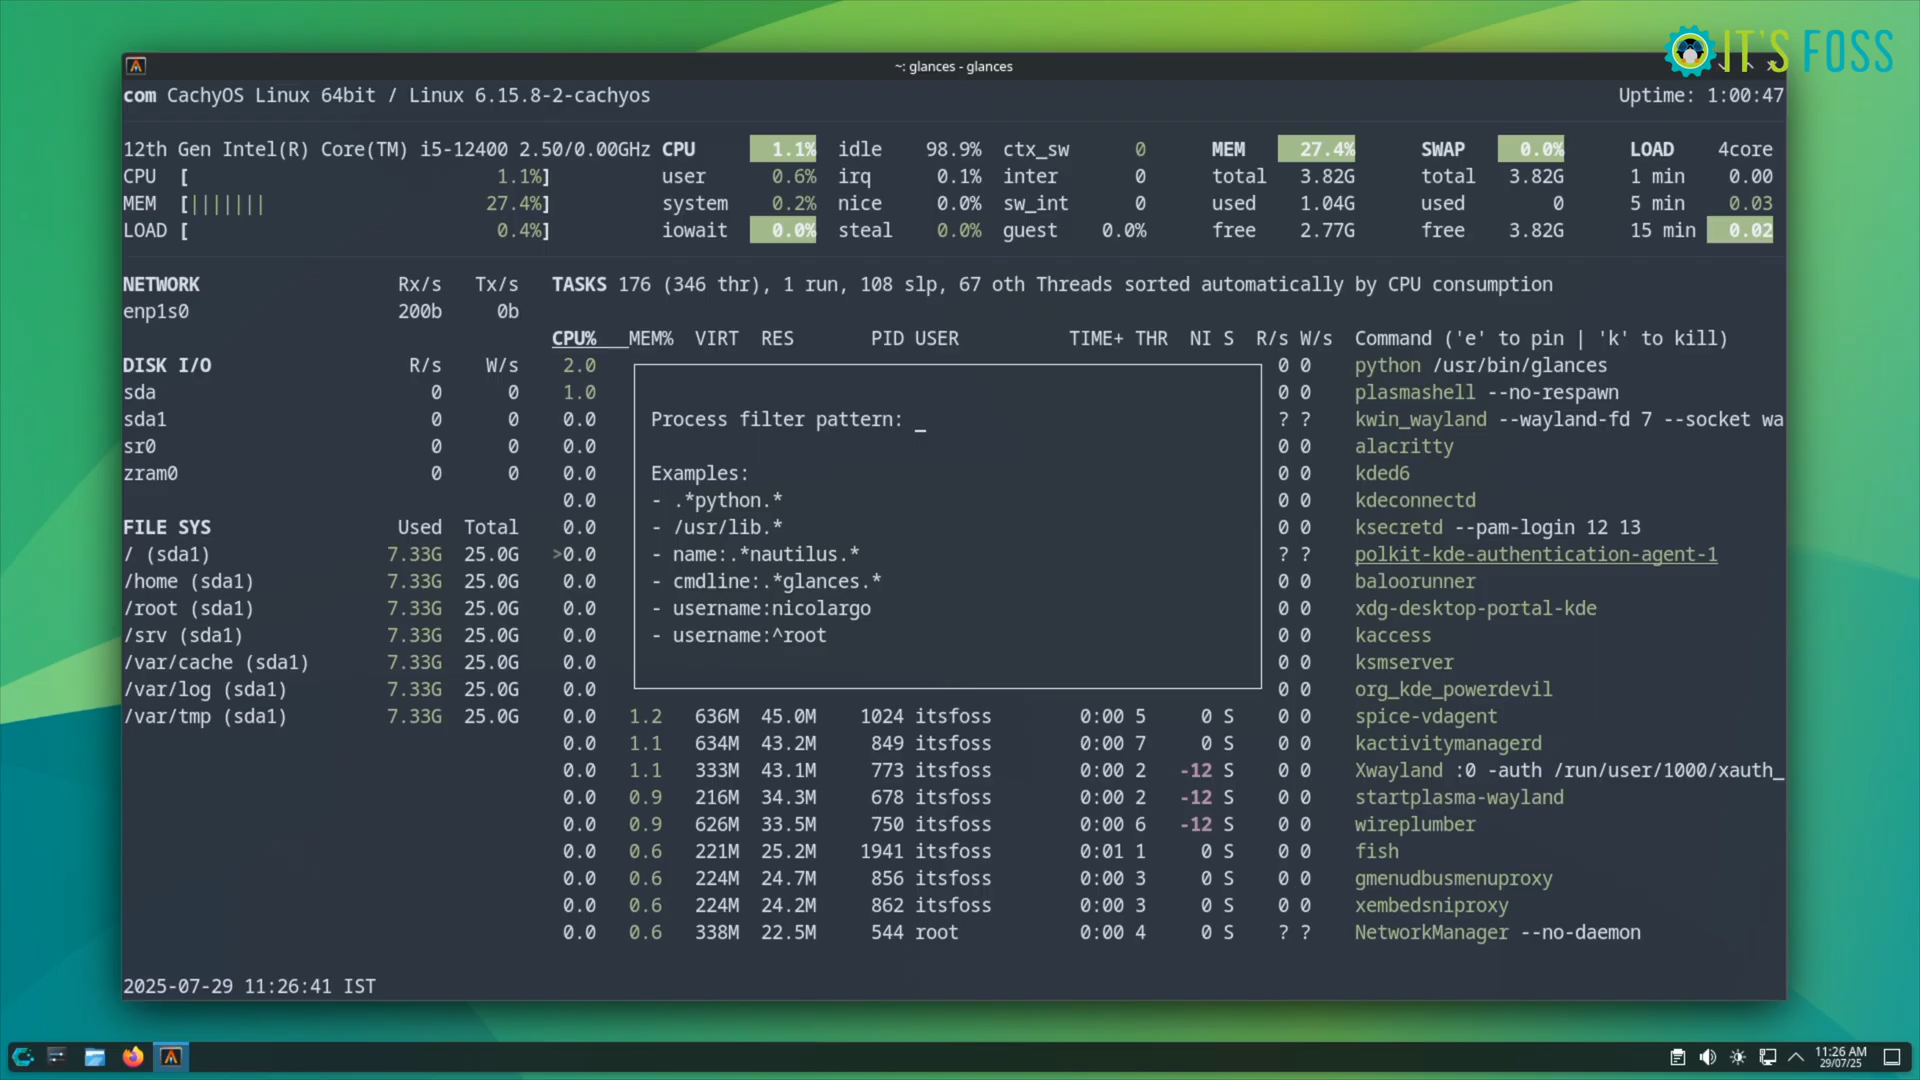 IT'S FOSS
~: glances - glances
com CachyOS Linux 64bit / Linux 6.15.8-2-cachyos Uptime: 1:00:47
12th Gen Intel(R) Core(TM) i5-12400 2.50/0.00GHz CPU 1.1% idle 98.9% ctx_sw 0 MEM 27.4% SWAP 0.0% LOAD 4core
CPU [ 1.1%] user 0.6% irq 0.1% inter 0 total 3.82G total 3.82G 1 min 0.00
MEM [||||||| 27.4%] system 0.2% nice 0.0% sw_int 0 used 1.04G used 0 5 min 0.03
LOAD [ 0.4%] iowait 0.0% steal 0.0% guest 0.0% free 2.77G free 3.82G 15 min 0.02
NETWORK Rx/s Tx/s TASKS 176 (346 thr), 1 run, 108 slp, 67 oth Threads sorted automatically by CPU consumption
enp1s0 200b 0b
CPU% MEM% VIRT RES PID USER TIME+ THR NI S R/s W/s Command ('e' to pin | 'k' to kill)
DISK I/O R/s W/s 2.0 0 0 python /usr/bin/glances
sda 0 0 1.0 0 0 plasmashell --no-respawn
sda1 0 0 0.0 Process filter pattern: _ ? ? kwin_wayland --wayland-fd 7 --socket wa
sr0 0 0 0.0 0 0 alacritty
zram0 0 0 0.0 Examples: 0 0 kded6
0.0 - .*python.* 0 0 kdeconnectd
FILE SYS Used Total 0.0 - /usr/lib.* 0 0 ksecretd --pam-login 12 13
/ (sda1) 7.33G 25.0G >0.0 - name:.*nautilus.* ? ? polkit-kde-authentication-agent-1
/home (sda1) 7.33G 25.0G 0.0 - cmdline:.*glances.* 0 0 baloorunner
/root (sda1) 7.33G 25.0G 0.0 - username:nicolargo 0 0 xdg-desktop-portal-kde
/srv (sda1) 7.33G 25.0G 0.0 - username:^root 0 0 kaccess
/var/cache (sda1) 7.33G 25.0G 0.0 0 0 ksmserver
/var/log (sda1) 7.33G 25.0G 0.0 0 0 org_kde_powerdevil
/var/tmp (sda1) 7.33G 25.0G 0.0 1.2 636M 45.0M 1024 itsfoss 0:00 5 0 S 0 0 spice-vdagent
0.0 1.1 634M 43.2M 849 itsfoss 0:00 7 0 S 0 0 kactivitymanagerd
0.0 1.1 333M 43.1M 773 itsfoss 0:00 2 -12 S 0 0 Xwayland :0 -auth /run/user/1000/xauth_
0.0 0.9 216M 34.3M 678 itsfoss 0:00 2 -12 S 0 0 startplasma-wayland
0.0 0.9 626M 33.5M 750 itsfoss 0:00 6 -12 S 0 0 wireplumber
0.0 0.6 221M 25.2M 1941 itsfoss 0:01 1 0 S 0 0 fish
0.0 0.6 224M 24.7M 856 itsfoss 0:00 3 0 S 0 0 gmenudbusmenuproxy
0.0 0.6 224M 24.2M 862 itsfoss 0:00 3 0 S 0 0 xembedsniproxy
0.0 0.6 338M 22.5M 544 root 0:00 4 0 S ? ? NetworkManager --no-daemon
2025-07-29 11:26:41 IST
11:26 AM
29/07/25